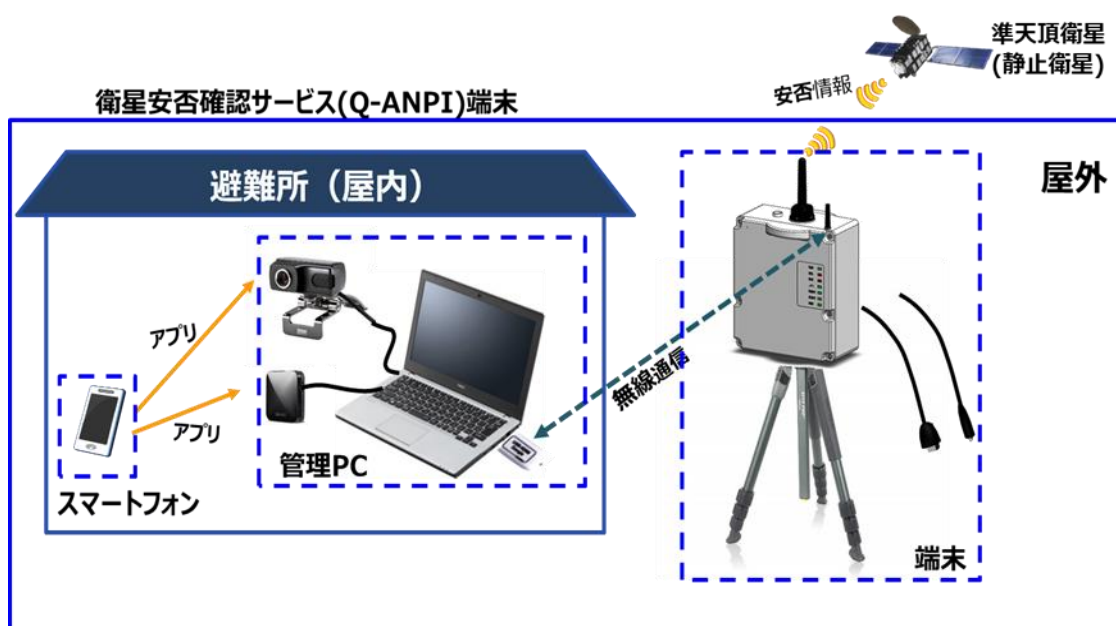 準天頂衛星
(静止衛星)
安否情報
衛星安否確認サービス(Q-ANPI)端末
屋外
避難所（屋内）
アプリ
アプリ
無線通信
管理PC
スマートフォン
端末